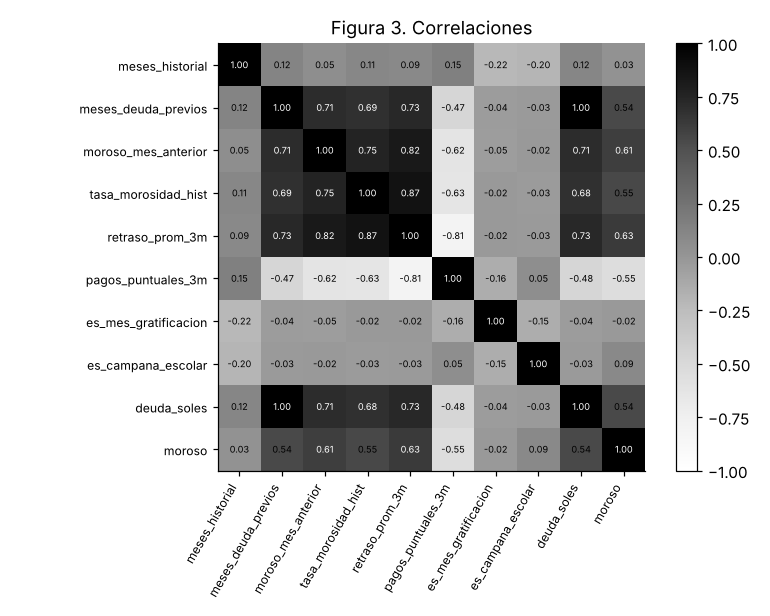 Figura 3. Correlaciones
meses_historial 1.00 0.12 0.05 0.11 0.09 0.15 −0.22 −0.20 0.12 0.03
meses_deuda_previos 0.12 1.00 0.71 0.69 0.73 −0.47 −0.04 −0.03 1.00 0.54
moroso_mes_anterior 0.05 0.71 1.00 0.75 0.82 −0.62 −0.05 −0.02 0.71 0.61
tasa_morosidad_hist 0.11 0.69 0.75 1.00 0.87 −0.63 −0.02 −0.03 0.68 0.55
retraso_prom_3m 0.09 0.73 0.82 0.87 1.00 −0.81 −0.02 −0.03 0.73 0.63
pagos_puntuales_3m 0.15 −0.47 −0.62 −0.63 −0.81 1.00 −0.16 0.05 −0.48 −0.55
es_mes_gratificacion −0.22 −0.04 −0.05 −0.02 −0.02 −0.16 1.00 −0.15 −0.04 −0.02
es_campana_escolar −0.20 −0.03 −0.02 −0.03 −0.03 0.05 −0.15 1.00 −0.03 0.09
deuda_soles 0.12 1.00 0.71 0.68 0.73 −0.48 −0.04 −0.03 1.00 0.54
moroso 0.03 0.54 0.61 0.55 0.63 −0.55 −0.02 0.09 0.54 1.00
meses_historial
meses_deuda_previos
moroso_mes_anterior
tasa_morosidad_hist
retraso_prom_3m
pagos_puntuales_3m
es_mes_gratificacion
es_campana_escolar
deuda_soles
moroso
1.00
0.75
0.50
0.25
0.00
−0.25
−0.50
−0.75
−1.00